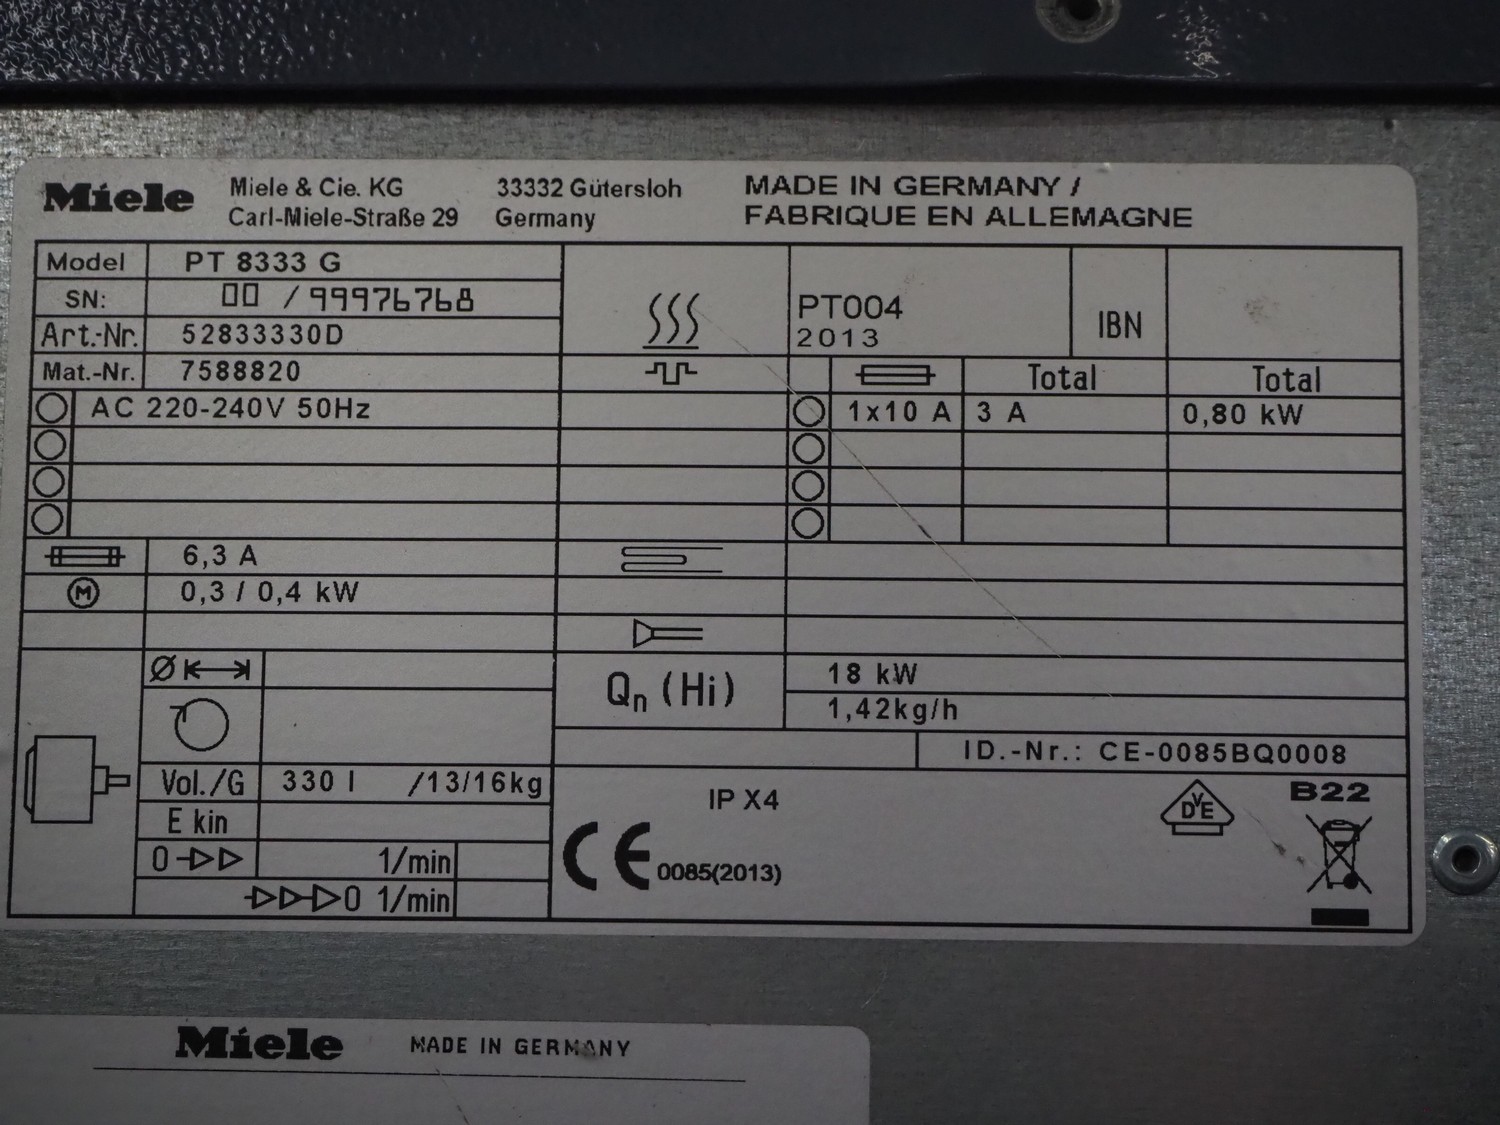 Miele Miele & Cie. KG 33332 Gütersloh MADE IN GERMANY /
Carl-Miele-Straße 29 Germany FABRIQUE EN ALLEMAGNE
Model PT 8333 G
SN: 00 / 99976768
Art.-Nr. 52833330D
Mat.-Nr. 7588820
PT004
2013
IBN
Total Total
AC 220-240V 50Hz 1x10 A 3 A 0,80 kW
6,3 A
M 0,3 / 0,4 kW
Qn (Hi) 18 kW
1,42kg/h
ID.-Nr.: CE-0085BQ0008
Ø
Vol./G 330 l /13/16kg
E kin
0 1/min
0 1/min
IP X4
CE 0085(2013)
DVE
B22
Miele MADE IN GERMANY